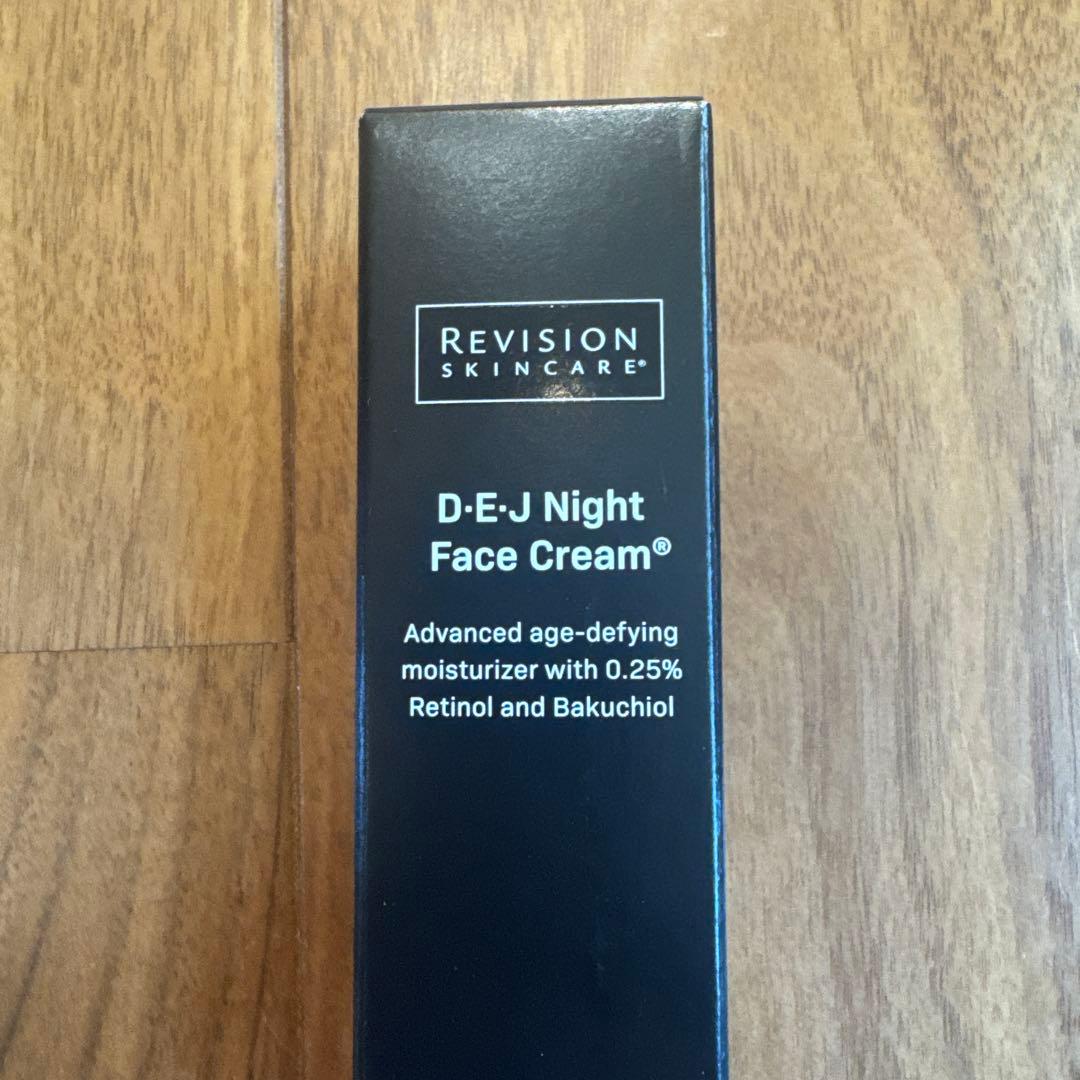 REVISION
SKINCARE®
D·E·J Night
Face Cream®
Advanced age-defying
moisturizer with 0.25%
Retinol and Bakuchiol